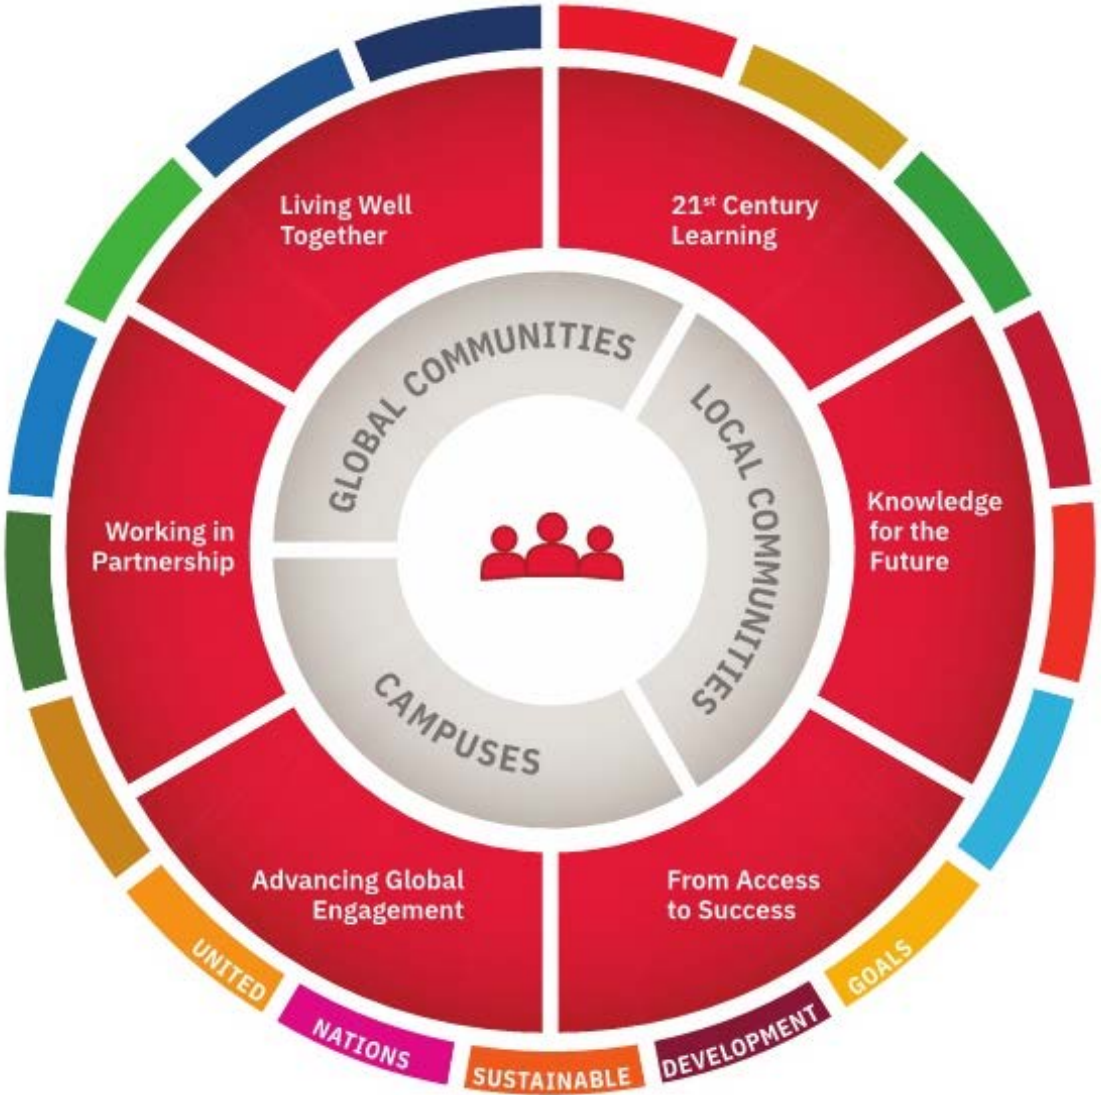 Living Well
Together
21st Century
Learning
GLOBAL COMMUNITIES
LOCAL COMMUNITIES
Knowledge
for the
Future
Working in
Partnership
CAMPUSES
Advancing Global
Engagement
From Access
to Success
UNITED NATIONS SUSTAINABLE DEVELOPMENT GOALS